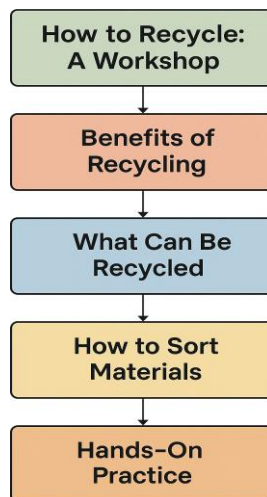 How to Recycle:
A Workshop
Benefits of
Recycling
What Can Be
Recycled
How to Sort
Materials
Hands-On
Practice